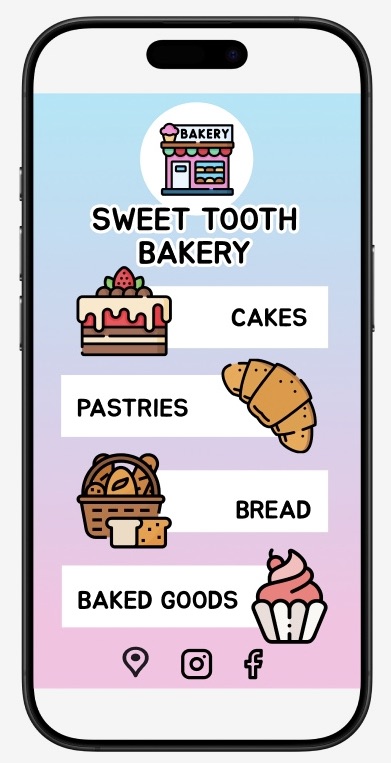 BAKERY
SWEET TOOTH
BAKERY
CAKES
PASTRIES
BREAD
BAKED GOODS